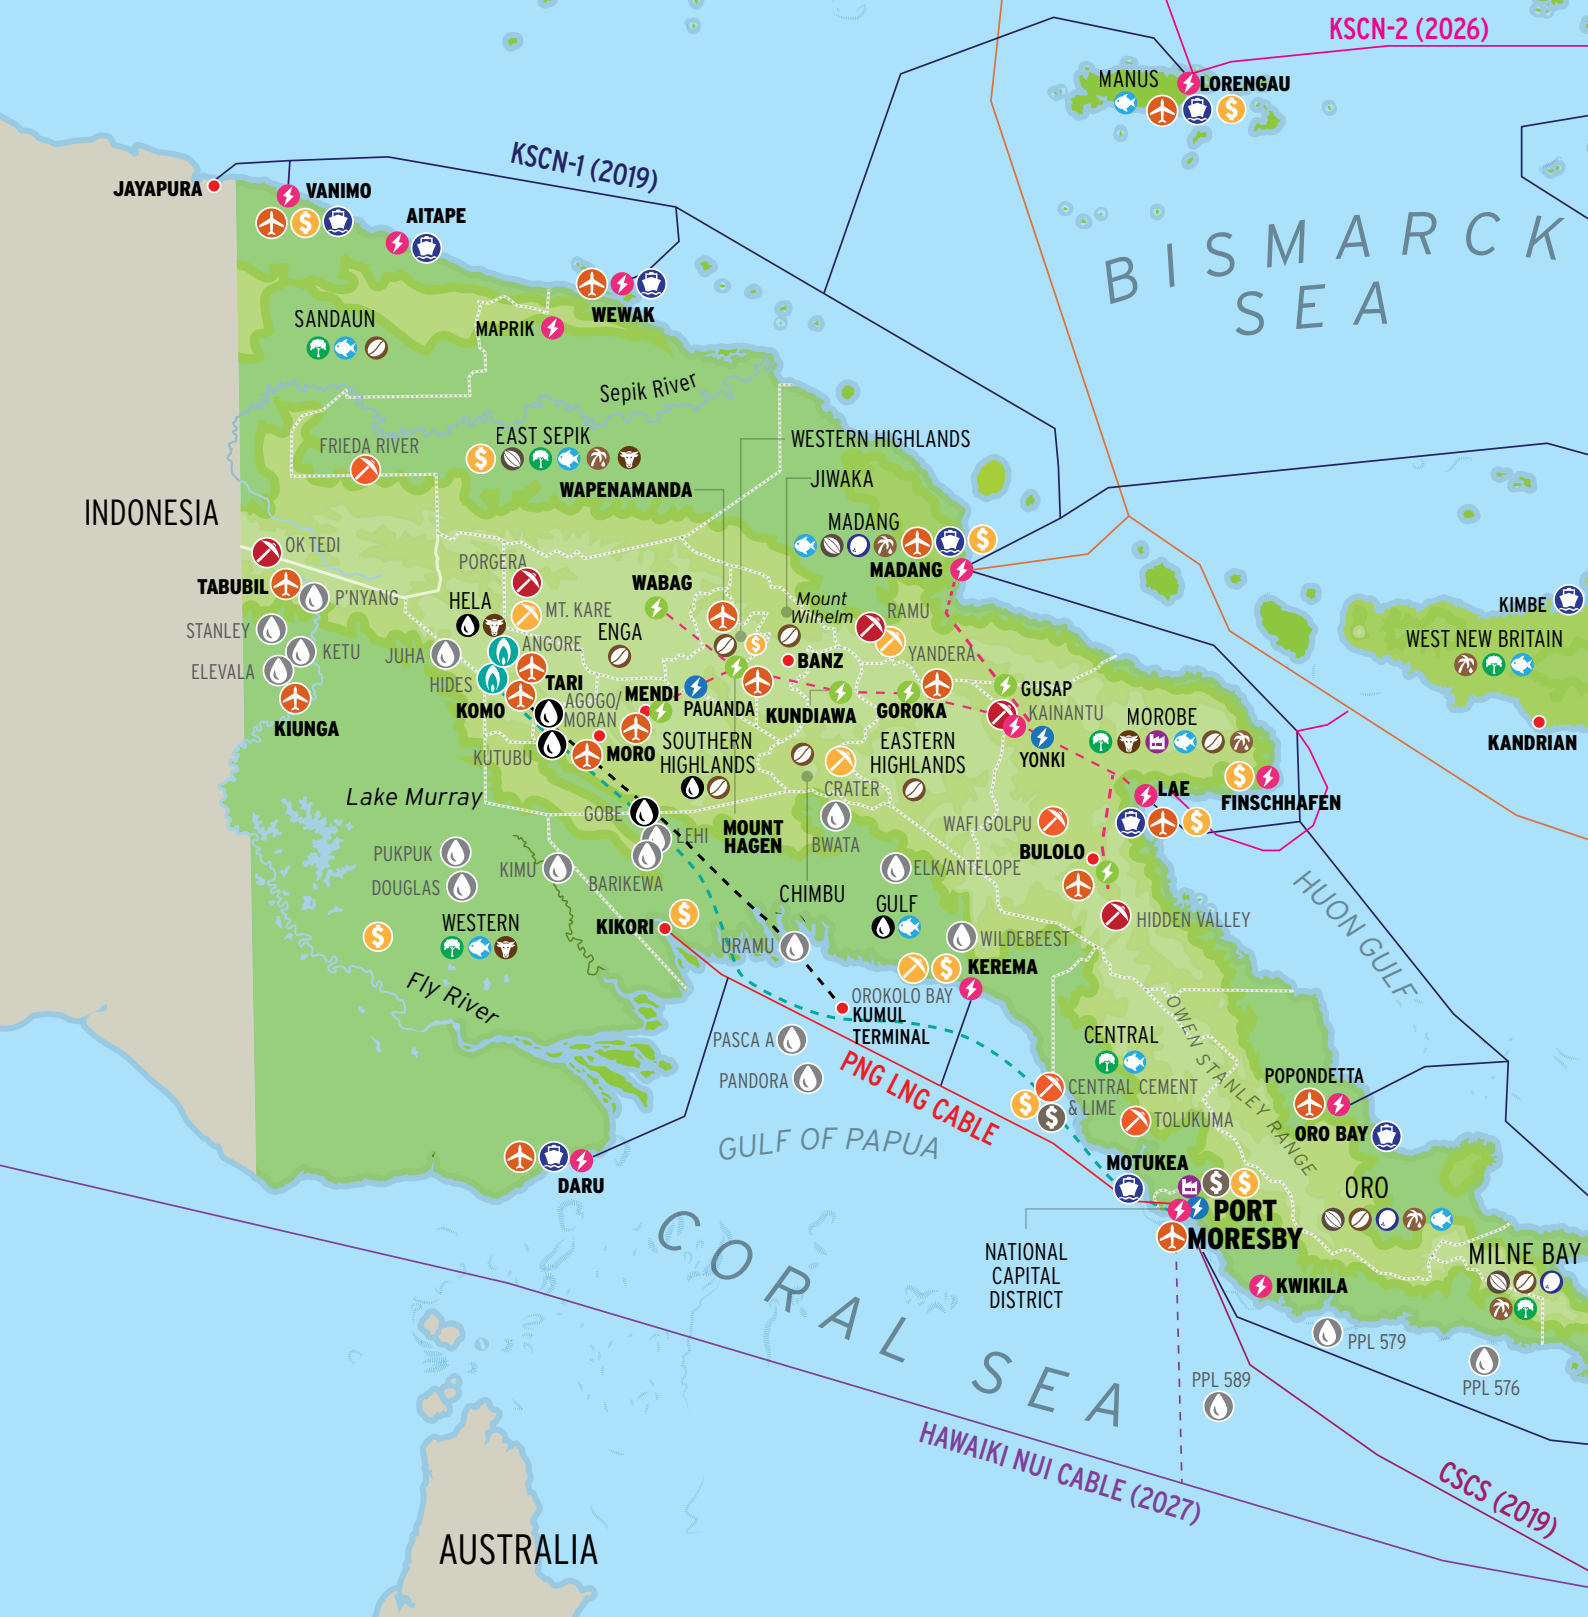 KSCN-2 (2026)
MANUS
LORENGAU
KSCN-1 (2019)
JAYAPURA
VANIMO
AITAPE
BISMARCK
SEA
WEWAK
SANDAUN
MAPRIK
Sepik River
FRIEDA RIVER
EAST SEPIK
WESTERN HIGHLANDS
WAPENAMANDA
JIWAKA
INDONESIA
MADANG
OK TEDI
PORGERA
MADANG
TABUBIL
P'NYANG
WABAG
HELA
MT. KARE
Mount
Wilhelm
RAMU
KIMBE
STANLEY
KETU
JUHA
ANGORE
ENGA
YANDERA
WEST NEW BRITAIN
ELEVALA
HIDES
TARI
BANZ
KOMO
AGOGO/
MORAN
MENDI
PAUANDA
KUNDIAWA
GOROKA
GUSAP
KAINANTU
MOROBE
KIUNGA
KUTUBU
MORO
SOUTHERN
HIGHLANDS
EASTERN
HIGHLANDS
YONKI
KANDRIAN
Lake Murray
CRATER
LAE
FINSCHHAFEN
GOBE
LEHI
MOUNT
HAGEN
BWATA
WAFI GOLPU
BULOLO
PUKPUK
KIMU
DOUGLAS
BARIKEWA
CHIMBU
ELK/ANTELOPE
GULF
HIDDEN VALLEY
HUON GULF
WESTERN
KIKORI
URAMU
WILDEBEEST
KEREMA
Fly River
OROKOLO BAY
KUMUL
TERMINAL
OWEN STANLEY RANGE
PASCA A
PANDORA
PNG LNG CABLE
CENTRAL
CENTRAL CEMENT
& LIME
TOLUKUMA
POPONDETTA
ORO BAY
GULF OF PAPUA
DARU
MOTUKEA
ORO
PORT
MORESBY
NATIONAL
CAPITAL
DISTRICT
MILNE BAY
KWIKILA
CORAL SEA
PPL 579
PPL 589
PPL 576
HAWAIKI NUI CABLE (2027)
CSCS (2019)
AUSTRALIA